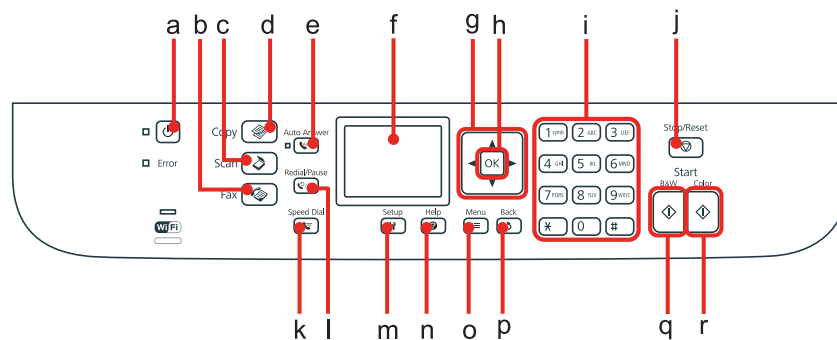 a b c d e f g h i j
Copy
Auto Answer
Stop/Reset
Error
Scan
Redial/Pause
Fax
Start
B&W Color
Speed Dial
Setup Help Menu Back
WiFi
OK
1 symb 2 ABC 3 DEF
4 GHI 5 JKL 6 MNO
7 PQRS 8 TUV 9 WXYZ
* 0 #
k l m n o p q r